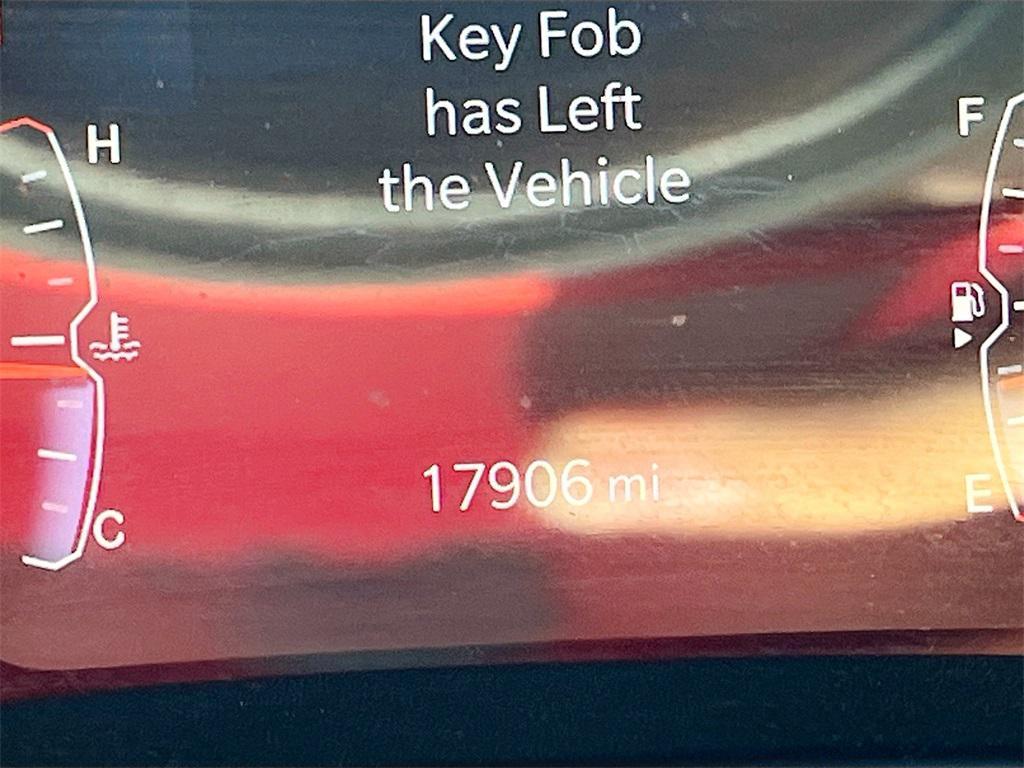 Key Fob
has Left
the Vehicle
H
F
17906 mi
C
E